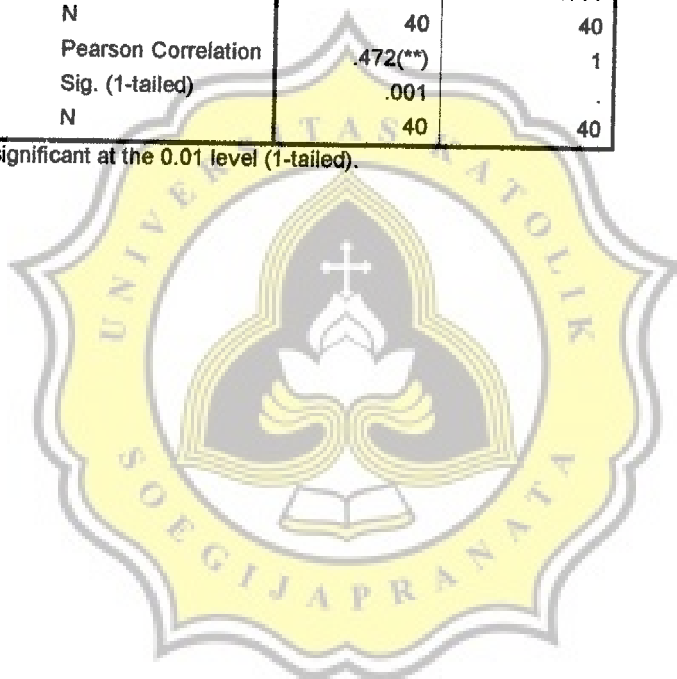 N 40 40
Pearson Correlation .472(**) 1
Sig. (1-tailed) .001 .
N 40 40
significant at the 0.01 level (1-tailed).
UNIVERSITAS KATOLIK
SOEGIJAPRANATA